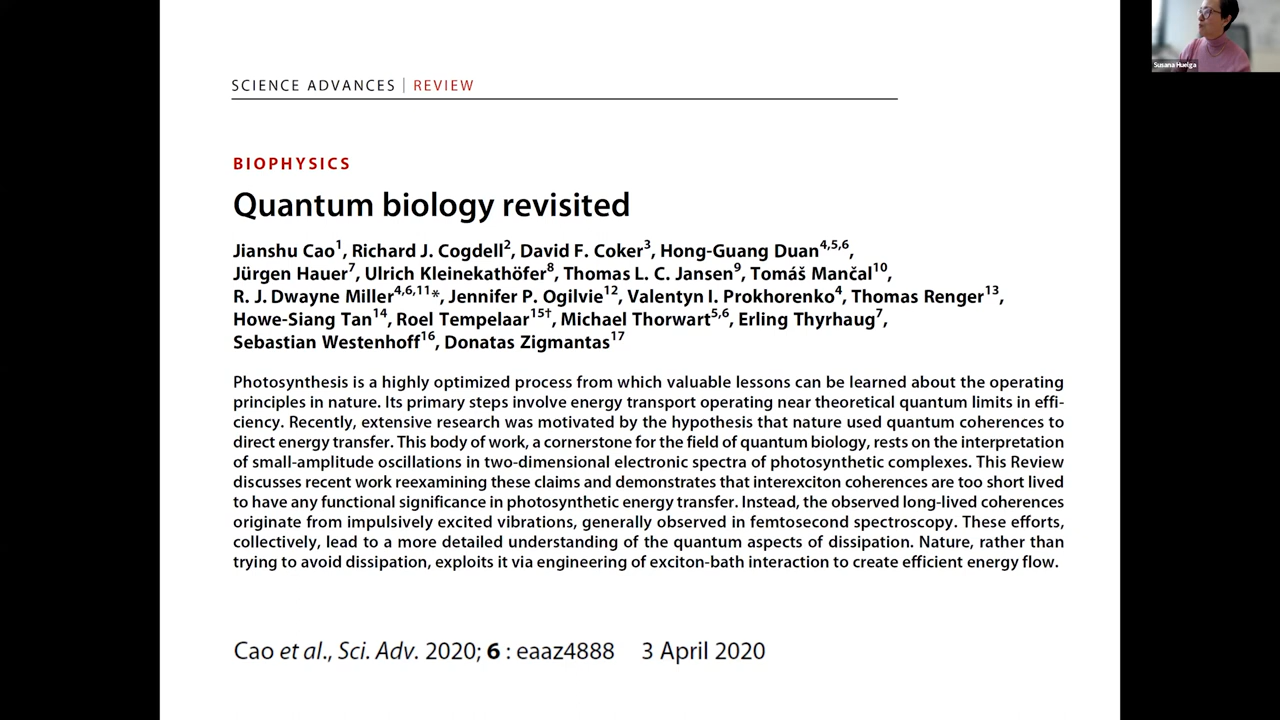 Susana Huelga
SCIENCE ADVANCES | REVIEW
BIOPHYSICS
Quantum biology revisited
Jianshu Cao1, Richard J. Cogdell2, David F. Coker3, Hong-Guang Duan4,5,6,
Jürgen Hauer7, Ulrich Kleinekathöfer8, Thomas L. C. Jansen9, Tomáš Mančal10,
R. J. Dwayne Miller4,6,11*, Jennifer P. Ogilvie12, Valentyn I. Prokhorenko4, Thomas Renger13,
Howe-Siang Tan14, Roel Tempelaar15†, Michael Thorwart5,6, Erling Thyrhaug7,
Sebastian Westenhoff16, Donatas Zigmantas17
Photosynthesis is a highly optimized process from which valuable lessons can be learned about the operating
principles in nature. Its primary steps involve energy transport operating near theoretical quantum limits in effi-
ciency. Recently, extensive research was motivated by the hypothesis that nature used quantum coherences to
direct energy transfer. This body of work, a cornerstone for the field of quantum biology, rests on the interpretation
of small-amplitude oscillations in two-dimensional electronic spectra of photosynthetic complexes. This Review
discusses recent work reexamining these claims and demonstrates that interexciton coherences are too short lived
to have any functional significance in photosynthetic energy transfer. Instead, the observed long-lived coherences
originate from impulsively excited vibrations, generally observed in femtosecond spectroscopy. These efforts,
collectively, lead to a more detailed understanding of the quantum aspects of dissipation. Nature, rather than
trying to avoid dissipation, exploits it via engineering of exciton-bath interaction to create efficient energy flow.
Cao et al., Sci. Adv. 2020; 6 : eaaz4888 3 April 2020